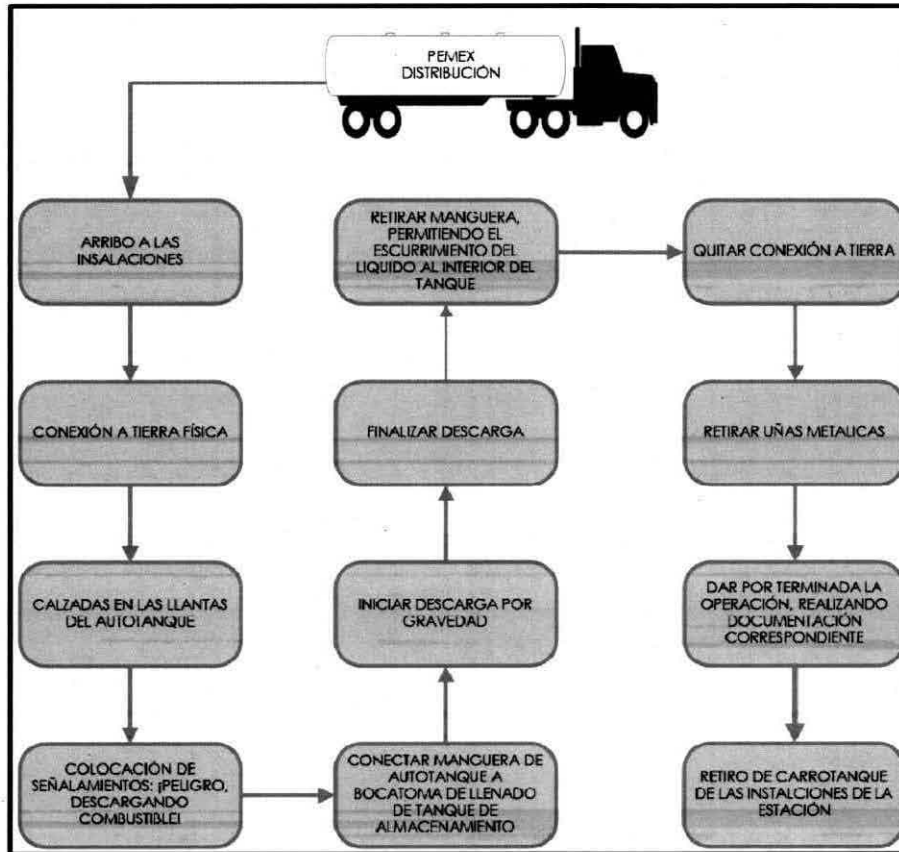 PEMEX
DISTRIBUCIÓN
ARRIBO A LAS
INSALACIONES
CONEXIÓN A TIERRA FÍSICA
CALZADAS EN LAS LLANTAS
DEL AUTOTANQUE
COLOCACIÓN DE
SEÑALAMIENTOS: ¡PELIGRO,
DESCARGANDO
COMBUSTIBLE!
CONECTAR MANGUERA DE
AUTOTANQUE A
BOCATOMA DE LLENADO
DE TANQUE DE
ALMACENAMIENTO
INICIAR DESCARGA POR
GRAVEDAD
FINALIZAR DESCARGA
RETIRAR MANGUERA,
PERMITIENDO EL
ESCURRIMIENTO DEL
LIQUIDO AL INTERIOR DEL
TANQUE
QUITAR CONEXIÓN A TIERRA
RETIRAR UÑAS METALICAS
DAR POR TERMINADA LA
OPERACIÓN, REALIZANDO
DOCUMENTACIÓN
CORRESPONDIENTE
RETIRO DE CARROTANQUE
DE LAS INSTALCIONES DE LA
ESTACIÓN